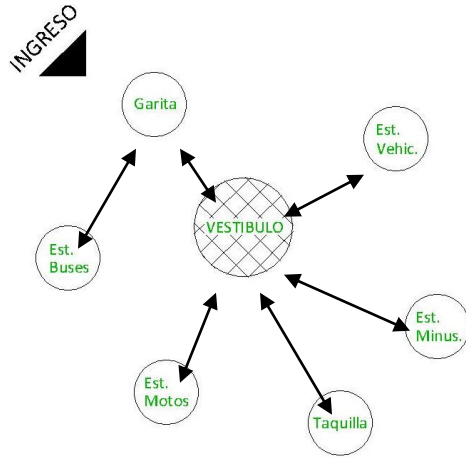 INGRESO
Garita
Est.
Vehic.
VESTIBULO
Est.
Buses
Est.
Minus.
Est.
Motos
Taquilla